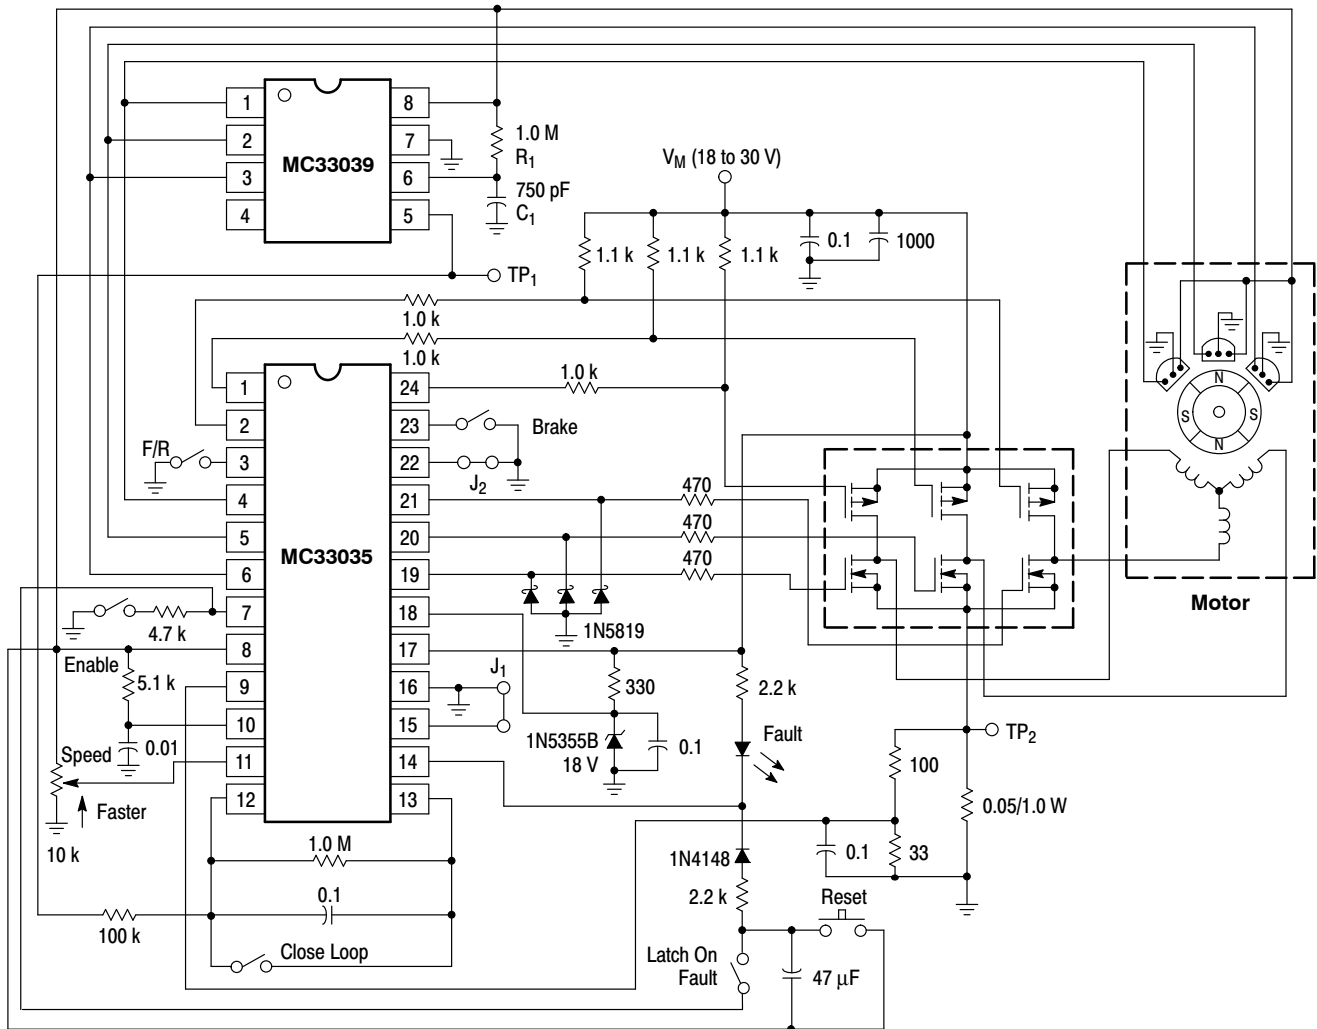 1
2
3
4
MC33039
8
7
6
5
1.0 M
R1
750 pF
C1
VM (18 to 30 V)
1.1 k
1.1 k
1.1 k
0.1
1000
TP1
1.0 k
1.0 k
1.0 k
F/R
1
2
3
4
5
6
7
8
9
10
11
12
MC33035
24
23
22
21
20
19
18
17
16
15
14
13
Brake
J2
470
470
470
1N5819
N
S
S
N
Motor
4.7 k
Enable
5.1 k
0.01
Speed
Faster
10 k
J1
330
1N5355B
18 V
0.1
2.2 k
Fault
TP2
100
0.05/1.0 W
0.1
33
1.0 M
0.1
100 k
Close Loop
1N4148
2.2 k
Reset
Latch On
Fault
47 μF